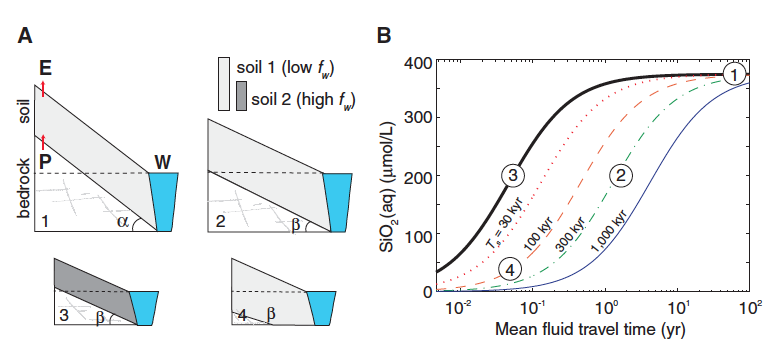 A
E
soil
P
bedrock
W
1
α
soil 1 (low f_w)
soil 2 (high f_w)
2
β
3
β
4
β
B
SiO₂(aq) (μmol/L)
400
300
200
100
0
1
3
2
4
Tₛ = 30 kyr
100 kyr
300 kyr
1,000 kyr
10⁻² 10⁻¹ 10⁰ 10¹ 10²
Mean fluid travel time (yr)